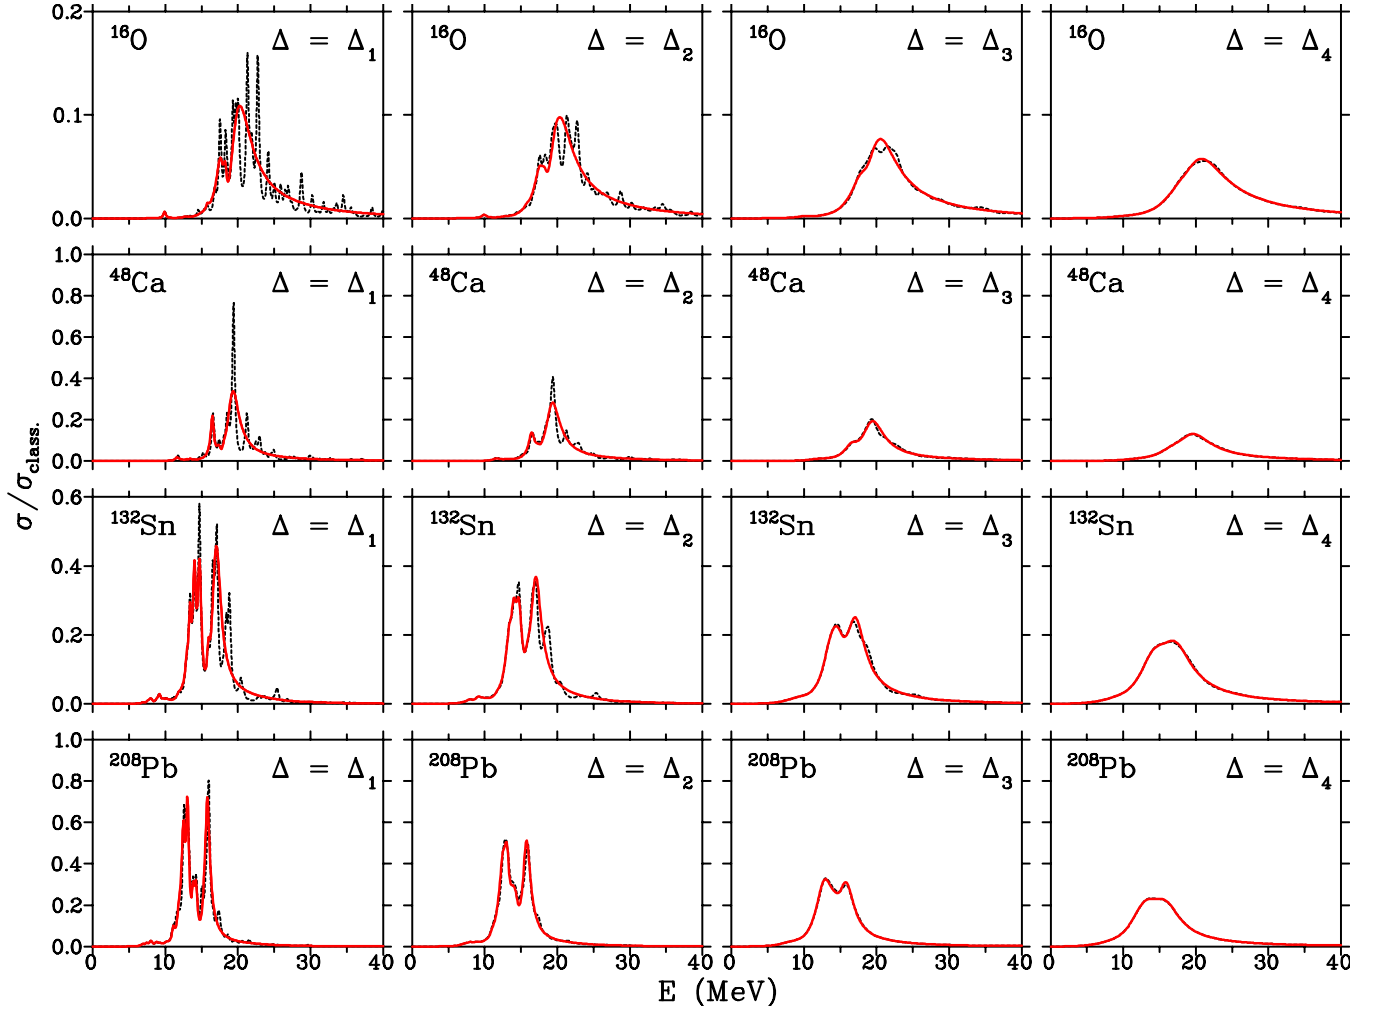 0.2
0.1
0.0
¹⁶O Δ = Δ₁
¹⁶O Δ = Δ₂
¹⁶O Δ = Δ₃
¹⁶O Δ = Δ₄
1.0
0.8
0.6
0.4
0.2
0.0
⁴⁸Ca Δ = Δ₁
⁴⁸Ca Δ = Δ₂
⁴⁸Ca Δ = Δ₃
⁴⁸Ca Δ = Δ₄
σ/σclass.
0.6
0.4
0.2
0.0
¹³²Sn Δ = Δ₁
¹³²Sn Δ = Δ₂
¹³²Sn Δ = Δ₃
¹³²Sn Δ = Δ₄
1.0
0.8
0.6
0.4
0.2
0.0
²⁰⁸Pb Δ = Δ₁
²⁰⁸Pb Δ = Δ₂
²⁰⁸Pb Δ = Δ₃
²⁰⁸Pb Δ = Δ₄
0 10 20 30 40
0 10 20 30 40
0 10 20 30 40
0 10 20 30 40
E (MeV)